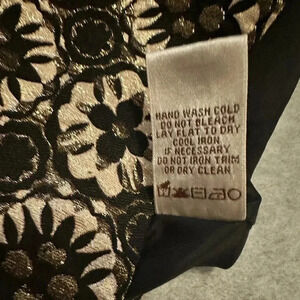 HAND WASH COLD
DO NOT BLEACH
LAY FLAT TO DRY
COOL IRON,
IF NECESSARY
DO NOT IRON TRIM
OR DRY CLEAN